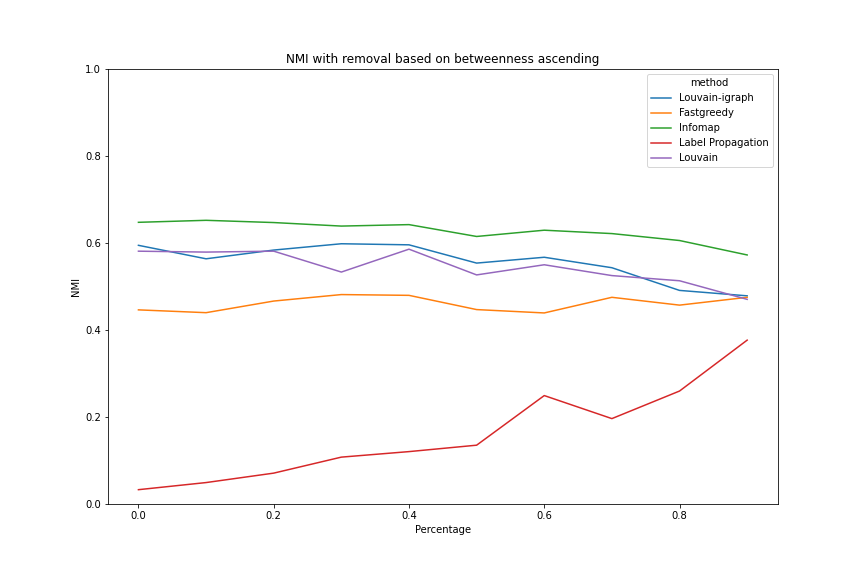 NMI with removal based on betweenness ascending
1.0
0.8
0.6
0.4
0.2
0.0
NMI
0.0
0.2
0.4
0.6
0.8
Percentage
method
Louvain-igraph
Fastgreedy
Infomap
Label Propagation
Louvain